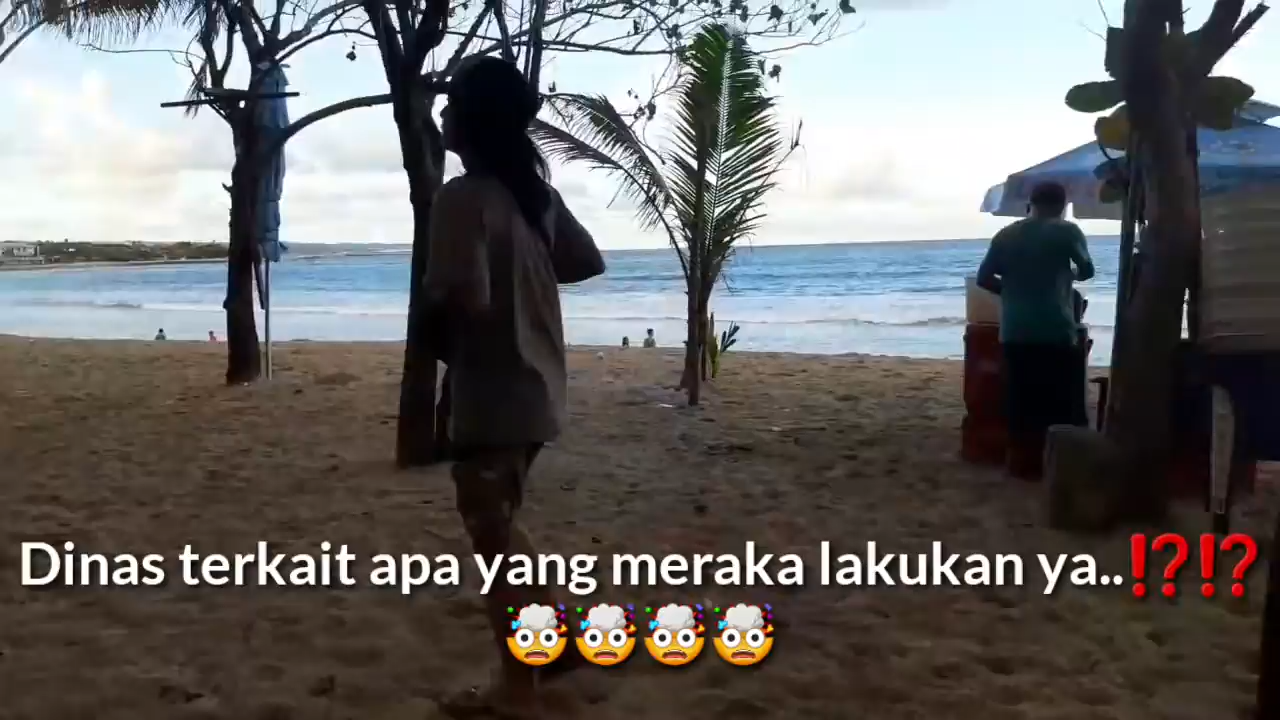 Dinas terkait apa yang meraka lakukan ya..⁉️⁉️
🤯🤯🤯🤯